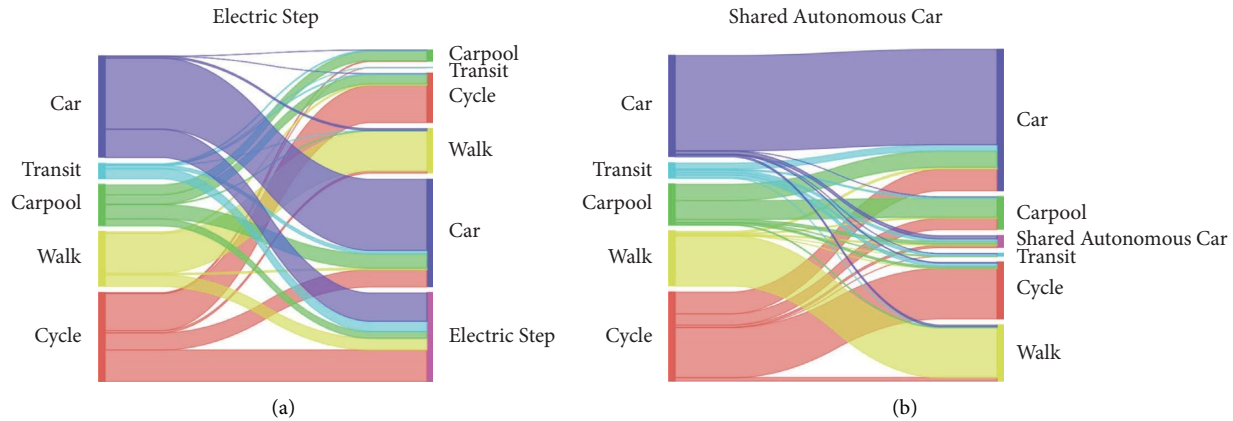 Electric Step
Car
Transit
Carpool
Walk
Cycle
Carpool
Transit
Cycle
Walk
Car
Electric Step
(a)
Shared Autonomous Car
Car
Transit
Carpool
Walk
Cycle
Car
Carpool
Shared Autonomous Car
Transit
Cycle
Walk
(b)